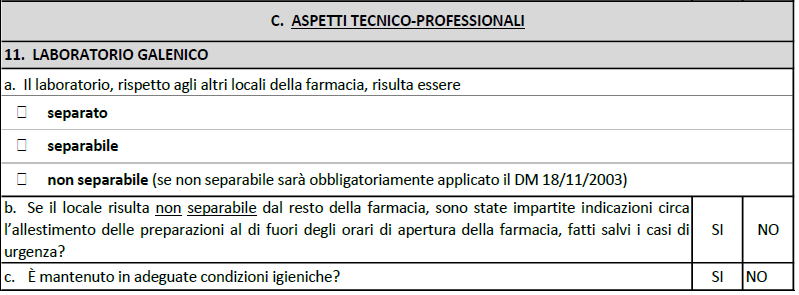 C. ASPETTI TECNICO-PROFESSIONALI
11. LABORATORIO GALENICO
a. Il laboratorio, rispetto agli altri locali della farmacia, risulta essere
☐ separato
☐ separabile
☐ non separabile (se non separabile sarà obbligatoriamente applicato il DM 18/11/2003)
b. Se il locale risulta non separabile dal resto della farmacia, sono state impartite indicazioni circa
l'allestimento delle preparazioni al di fuori degli orari di apertura della farmacia, fatti salvi i casi di SI NO
urgenza?
c. È mantenuto in adeguate condizioni igieniche? SI NO